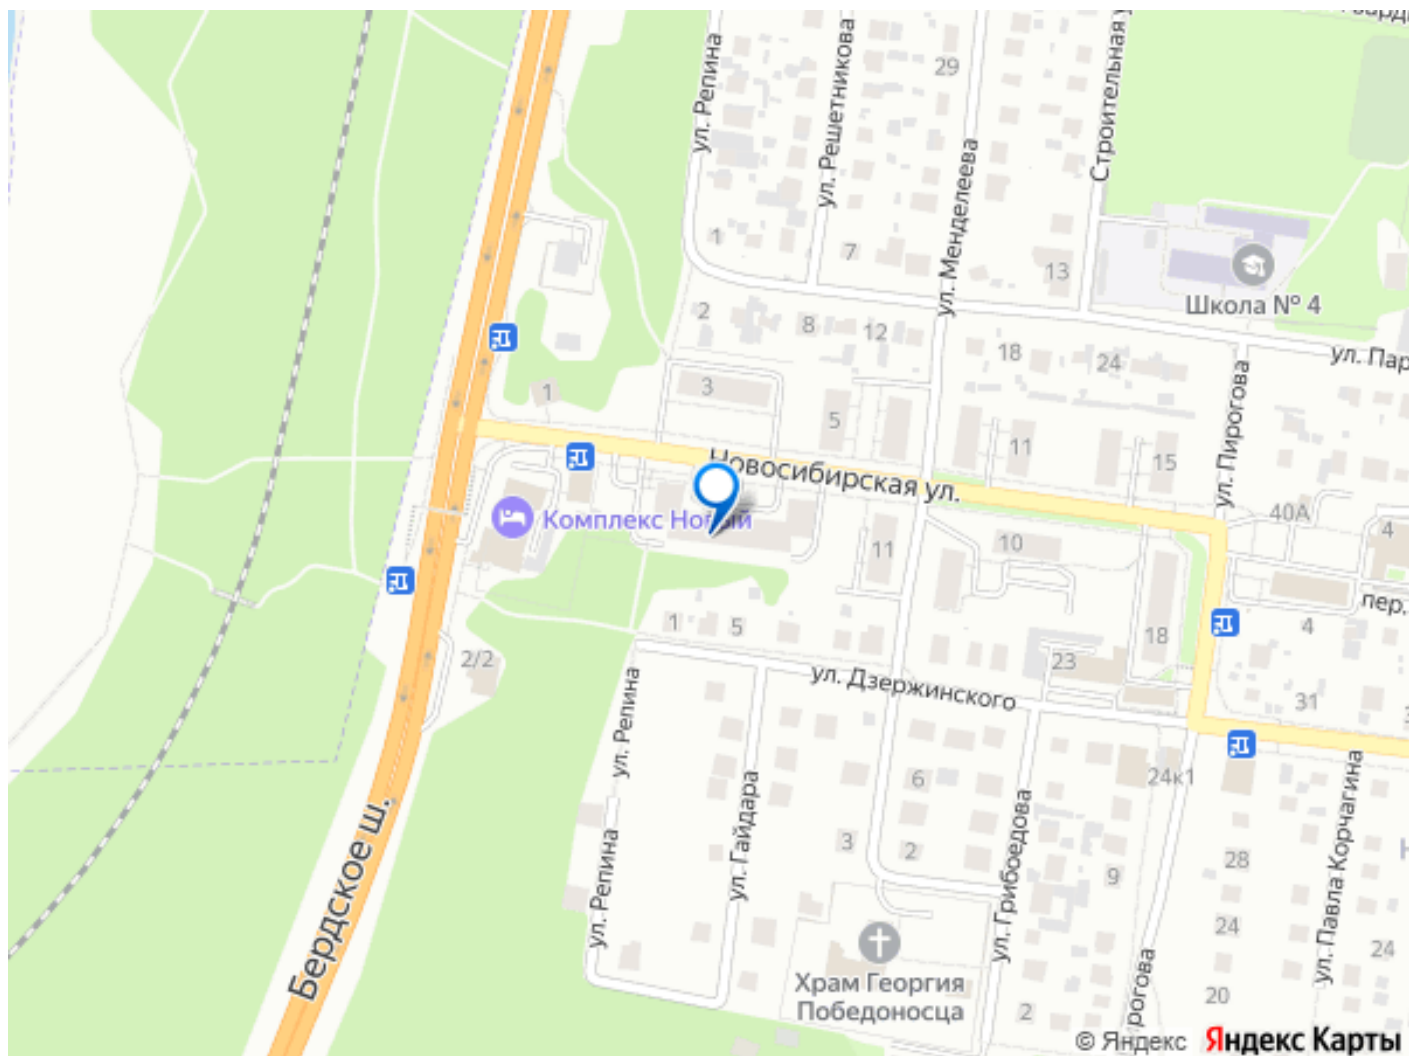 ул. Репина
ул. Решетникова
29
Строительная
ул. Менделеева
1
7
13
Школа № 4
2
8
12
18
24
ул. Пар
3
1
5
11
15
ул. Пирогова
Новосибирская ул.
40А
4
Комплекс Новый
11
10
пер.
1
5
18
4
2/2
23
31
ул. Дзержинского
ул. Репина
24к1
6
ул. Гайдара
3
2
28
ул. Грибоедова
9
ул. Павла Корчагина
Бердское ш.
ул. Репина
24
24
Храм Георгия
Победоносца
2
рогова
20
© Яндекс Яндекс Карты